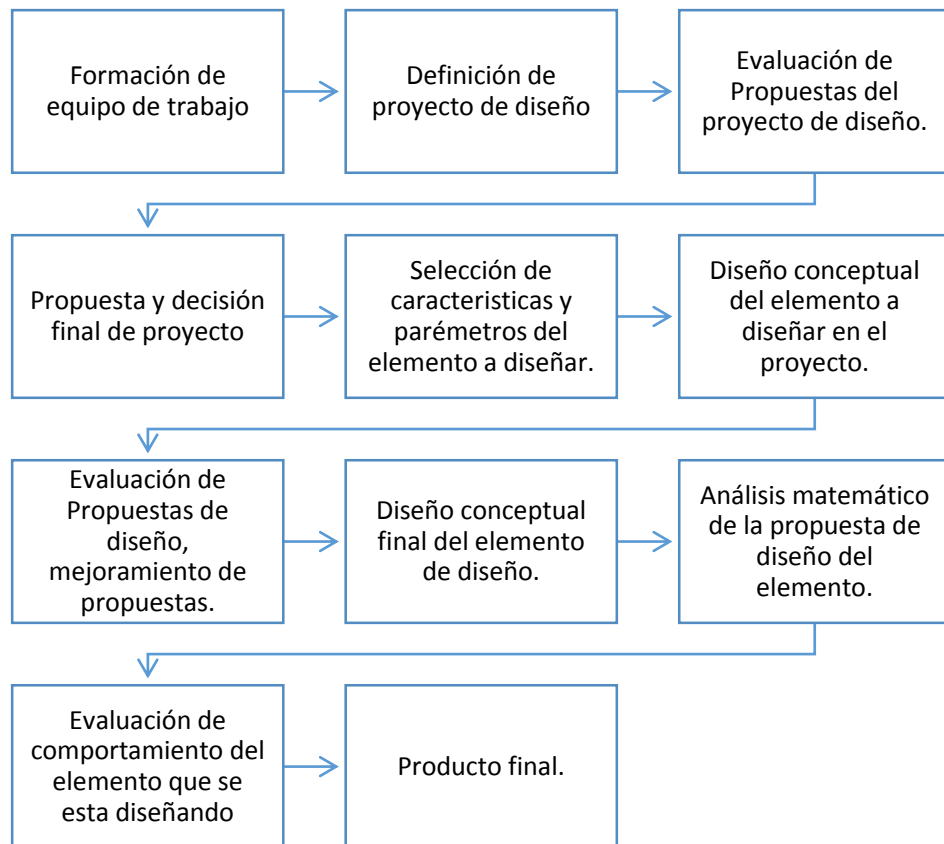 Formación de
equipo de trabajo
Definición de
proyecto de diseño
Evaluación de
Propuestas del
proyecto de diseño.
Propuesta y decisión
final de proyecto
Selección de
caracteristicas y
parémetros del
elemento a diseñar.
Diseño conceptual
del elemento a
diseñar en el
proyecto.
Evaluación de
Propuestas de
diseño,
mejoramiento de
propuestas.
Diseño conceptual
final del elemento
de diseño.
Análisis matemático
de la propuesta de
diseño del
elemento.
Evaluación de
comportamiento del
elemento que se
esta diseñando
Producto final.